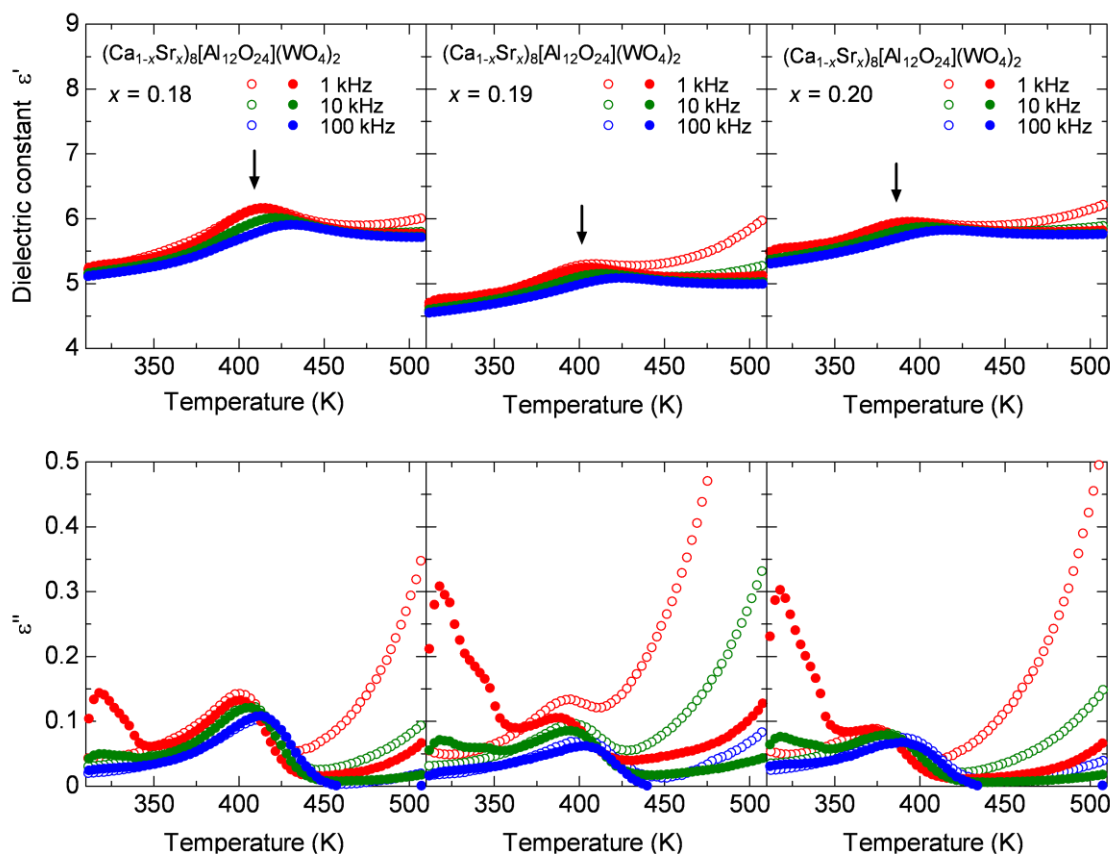 9
8
7
6
5
4
Dielectric constant ε'
(Ca1-xSrx)8[Al12O24](WO4)2
x = 0.18
1 kHz
10 kHz
100 kHz
(Ca1-xSrx)8[Al12O24](WO4)2
x = 0.19
1 kHz
10 kHz
100 kHz
(Ca1-xSrx)8[Al12O24](WO4)2
x = 0.20
1 kHz
10 kHz
100 kHz
350 400 450 500 350 400 450 500 350 400 450 500
Temperature (K) Temperature (K) Temperature (K)
0.5
0.4
0.3
0.2
0.1
0
ε''
350 400 450 500 350 400 450 500 350 400 450 500
Temperature (K) Temperature (K) Temperature (K)